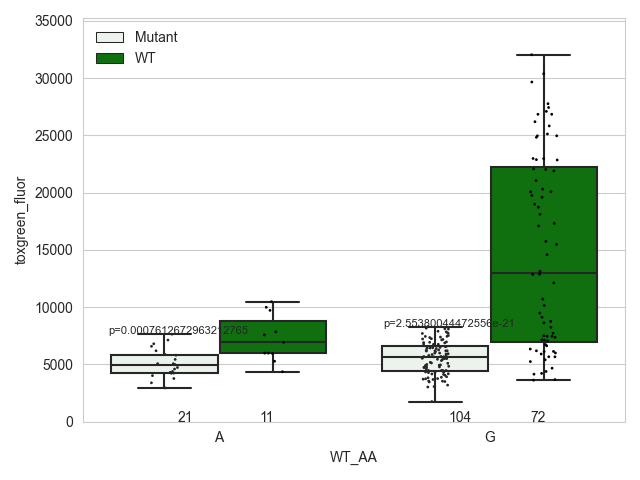 35000
Mutant
WT
30000
25000
20000
15000
10000
5000
0
toxgreen_fluor
p=0.0007612672963212765
p=2.55380044472556e-21
21
11
104
72
A
G
WT_AA